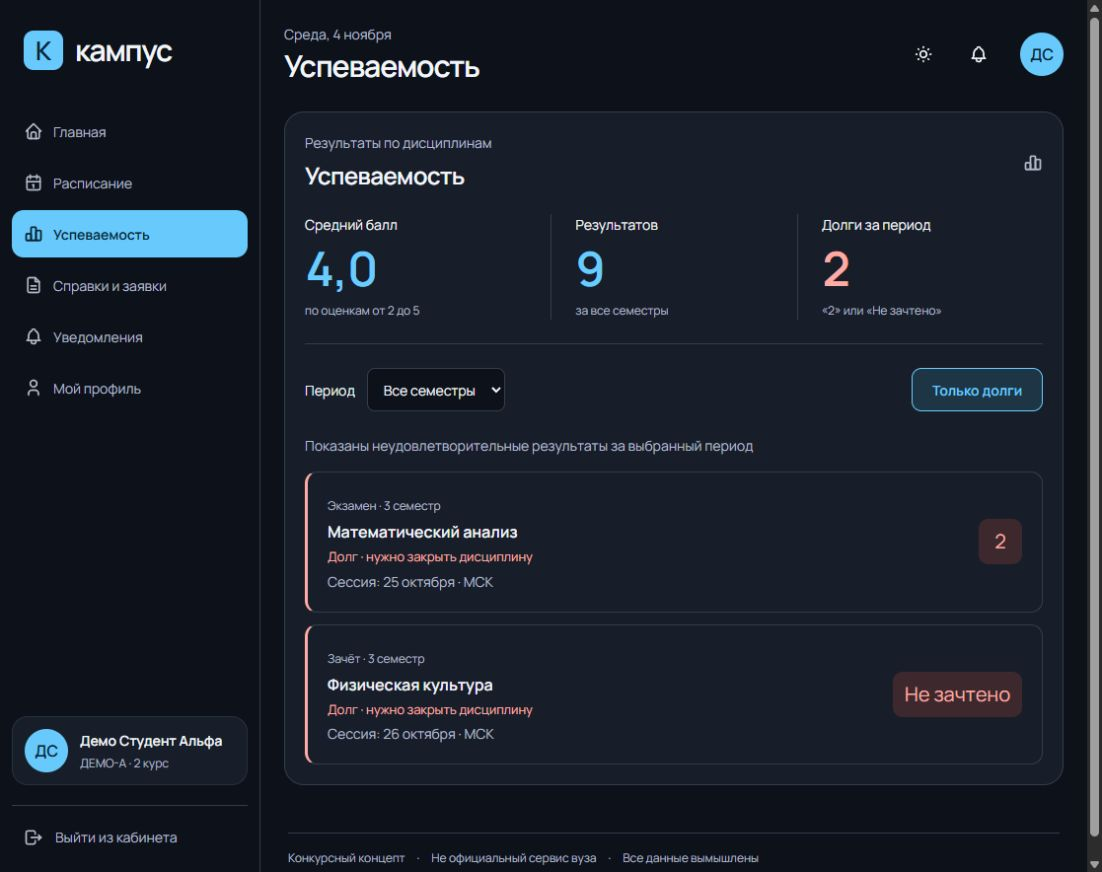 К кампус
Главная
Расписание
Успеваемость
Справки и заявки
Уведомления
Мой профиль
ДС
Демо Студент Альфа
ДЕМО-А · 2 курс
Выйти из кабинета
Среда, 4 ноября
Успеваемость
ДС
Результаты по дисциплинам
Успеваемость
Средний балл
4,0
по оценкам от 2 до 5
Результатов
9
за все семестры
Долги за период
2
«2» или «Не зачтено»
Период
Все семестры
Только долги
Показаны неудовлетворительные результаты за выбранный период
Экзамен · 3 семестр
Математический анализ
Долг · нужно закрыть дисциплину
Сессия: 25 октября · МСК
2
Зачёт · 3 семестр
Физическая культура
Долг · нужно закрыть дисциплину
Сессия: 26 октября · МСК
Не зачтено
Конкурсный концепт · Не официальный сервис вуза · Все данные вымышлены